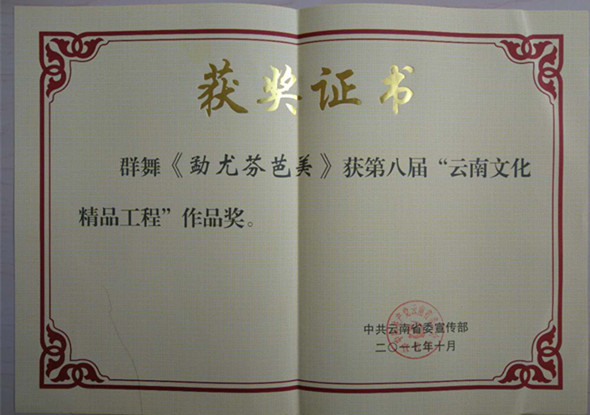 获奖证书
群舞《勐尤芬芭美》获第八届“云南文化
精品工程”作品奖。
中共云南省委宣传部
二〇一七年十月